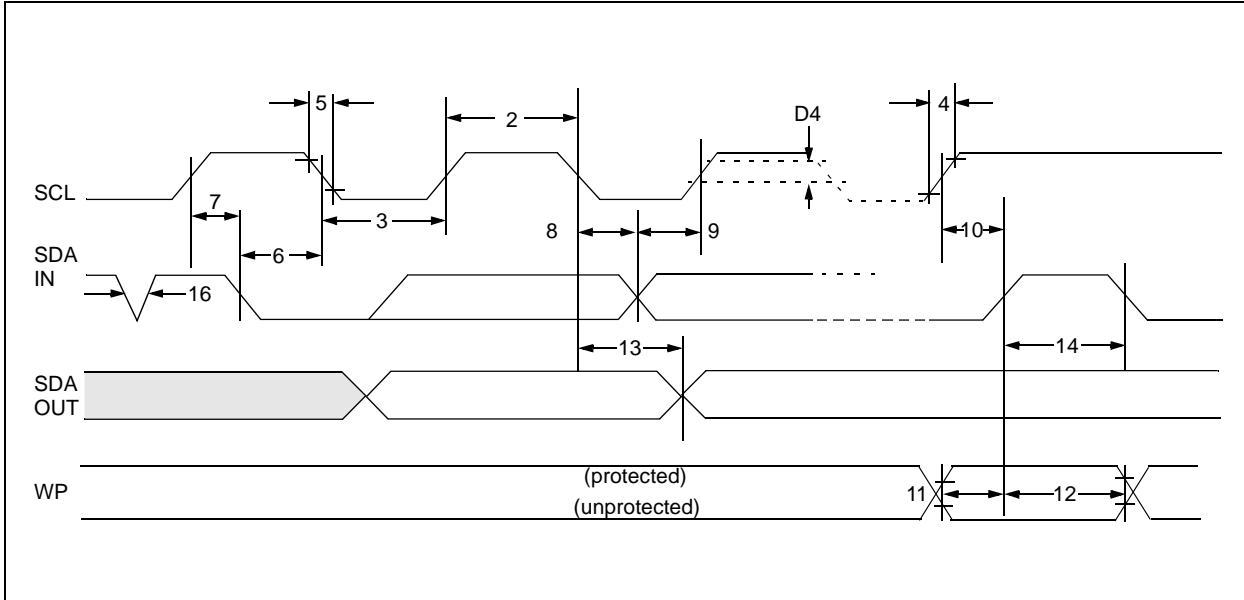 5
2
D4
4
SCL
7
3
8
9
10
SDA
IN
6
16
13
14
SDA
OUT
WP
(protected)
(unprotected)
11
12